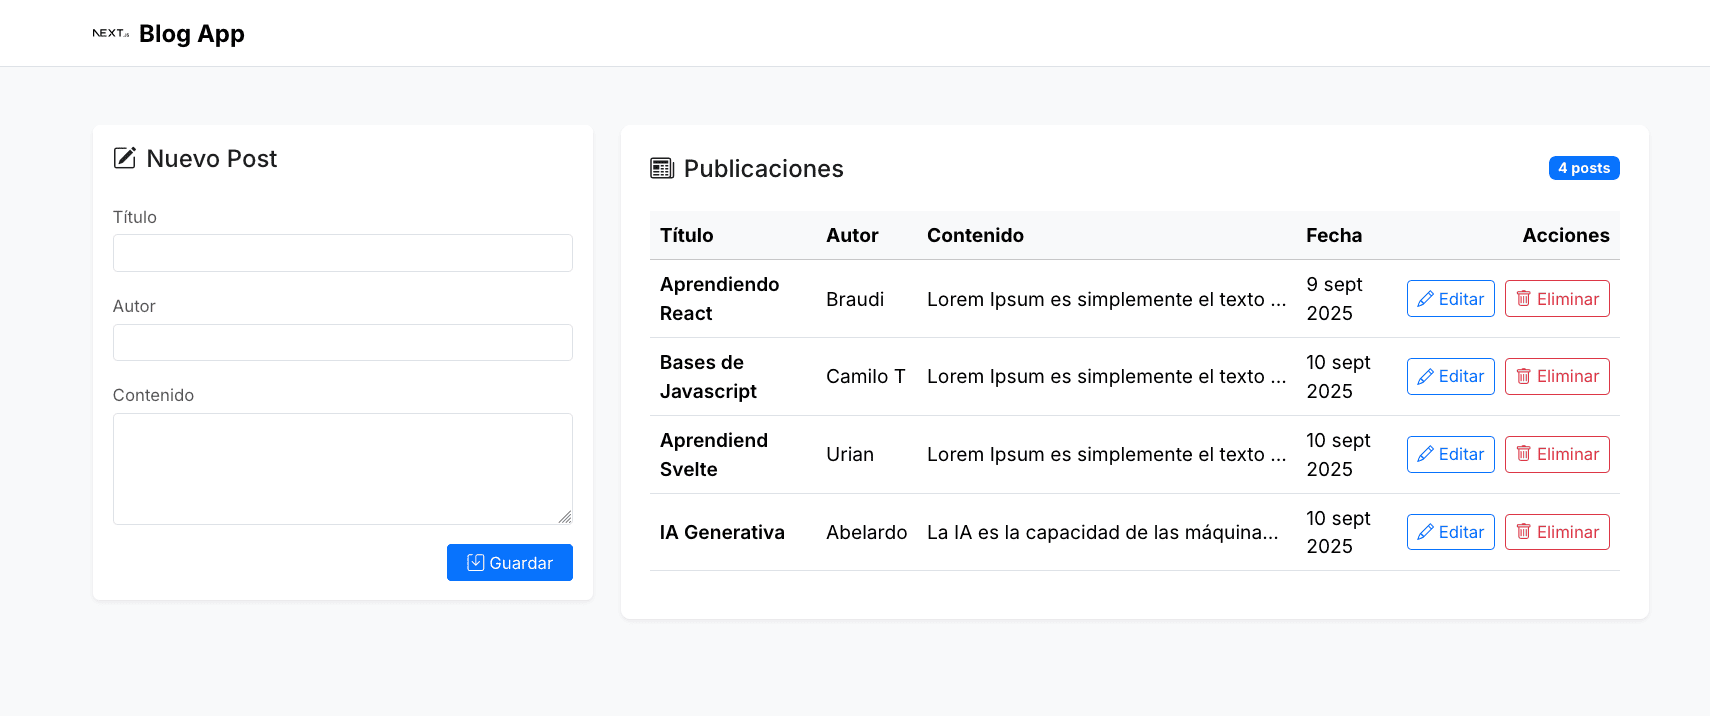 NEXT.JS Blog App
Nuevo Post
Título
Autor
Contenido
Guardar
Publicaciones
4 posts
Título Autor Contenido Fecha Acciones
Aprendiendo React Braudi Lorem Ipsum es simplemente el texto ... 9 sept 2025 Editar Eliminar
Bases de Javascript Camilo T Lorem Ipsum es simplemente el texto ... 10 sept 2025 Editar Eliminar
Aprendiend Svelte Urian Lorem Ipsum es simplemente el texto ... 10 sept 2025 Editar Eliminar
IA Generativa Abelardo La IA es la capacidad de las máquina... 10 sept 2025 Editar Eliminar